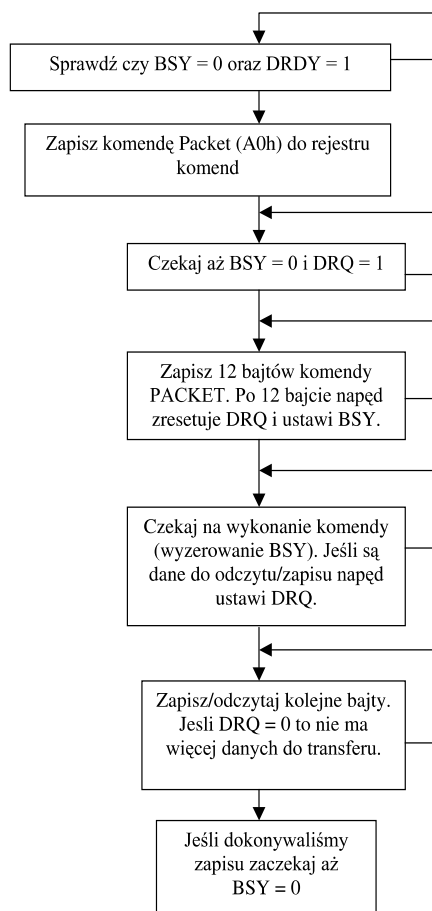 Sprawdź czy BSY = 0 oraz DRDY = 1
Zapisz komendę Packet (A0h) do rejestru
komend
Czekaj aż BSY = 0 i DRQ = 1
Zapisz 12 bajtów komendy
PACKET. Po 12 bajcie napęd
zresetuje DRQ i ustawi BSY.
Czekaj na wykonanie komendy
(wyzerowanie BSY). Jeśli są
dane do odczytu/zapisu napęd
ustawi DRQ.
Zapisz/odczytaj kolejne bajty.
Jesli DRQ = 0 to nie ma
więcej danych do transferu.
Jeśli dokonywaliśmy
zapisu zaczekaj aż
BSY = 0